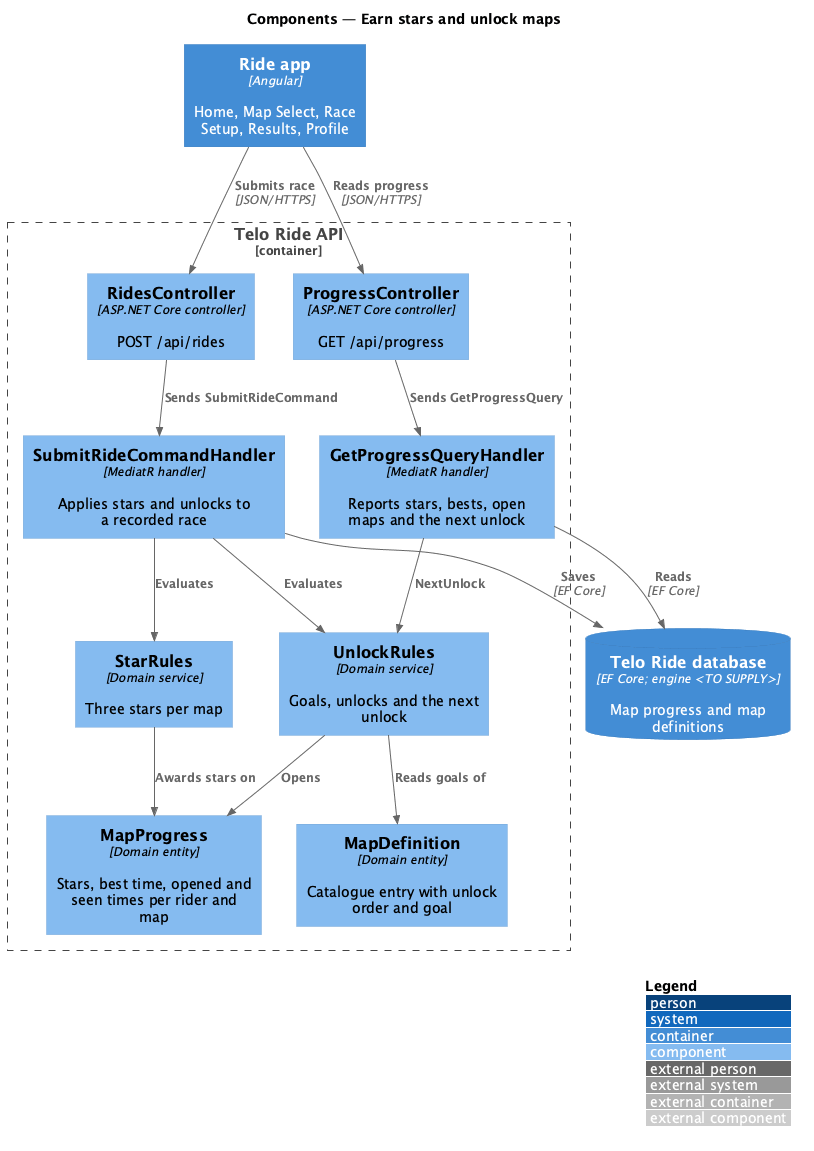 Components — Earn stars and unlock maps
Ride app
[Angular]
Home, Map Select, Race
Setup, Results, Profile
Submits race
[JSON/HTTPS]
Reads progress
[JSON/HTTPS]
Telo Ride API
[container]
RidesController
[ASP.NET Core controller]
POST /api/rides
ProgressController
[ASP.NET Core controller]
GET /api/progress
Sends SubmitRideCommand
Sends GetProgressQuery
SubmitRideCommandHandler
[MediatR handler]
Applies stars and unlocks to
a recorded race
GetProgressQueryHandler
[MediatR handler]
Reports stars, bests, open
maps and the next unlock
Evaluates
Evaluates
NextUnlock
Saves
[EF Core]
Reads
[EF Core]
StarRules
[Domain service]
Three stars per map
UnlockRules
[Domain service]
Goals, unlocks and the next
unlock
Telo Ride database
[EF Core; engine <TO SUPPLY>]
Map progress and map
definitions
Awards stars on
Opens
Reads goals of
MapProgress
[Domain entity]
Stars, best time, opened and
seen times per rider and
map
MapDefinition
[Domain entity]
Catalogue entry with unlock
order and goal
Legend
person
system
container
component
external person
external system
external container
external component